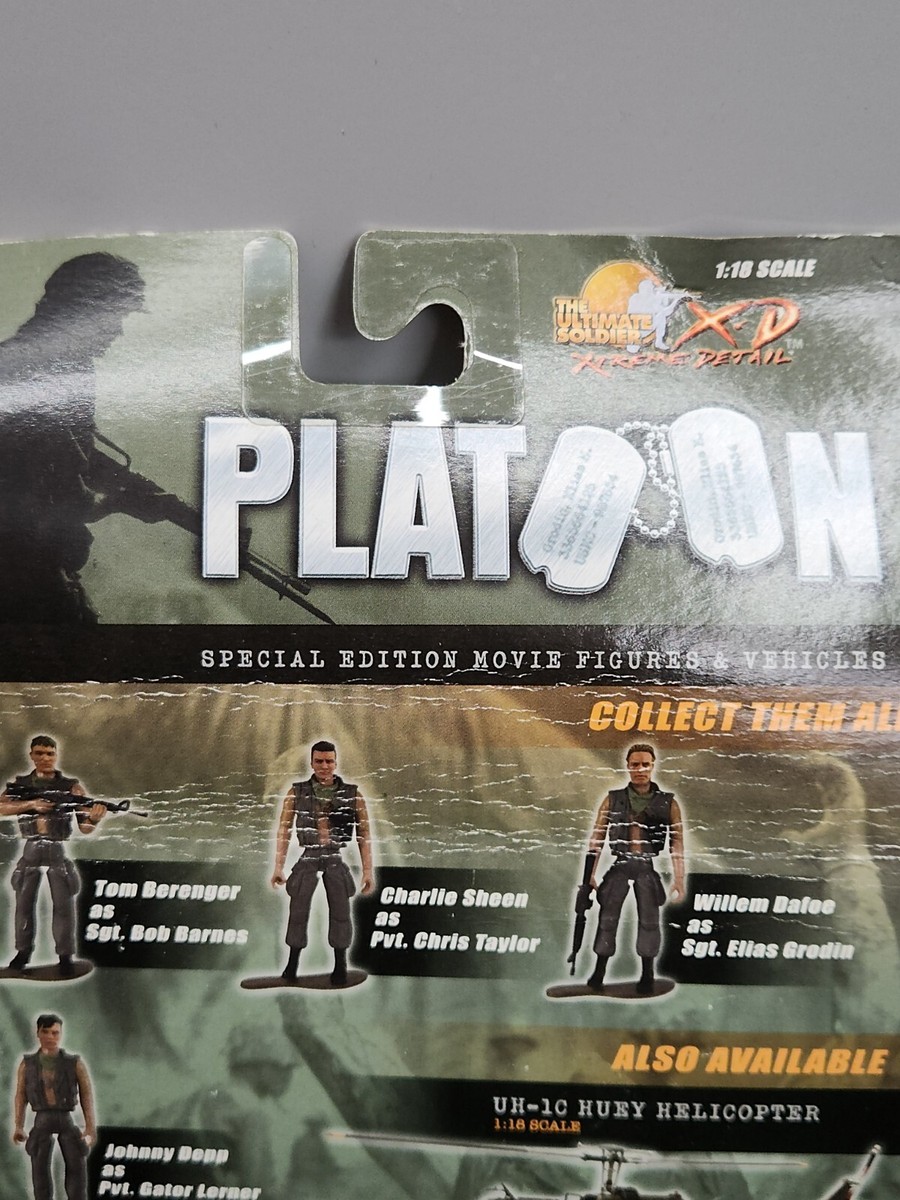 1:18 SCALE
THE
ULTIMATE
SOLDIER
X-D
XTREME DETAIL™
PLATOON
SPECIAL EDITION MOVIE FIGURES & VEHICLES
COLLECT THEM AL
Tom Berenger
as
Sgt. Bob Barnes
Charlie Sheen
as
Pvt. Chris Taylor
Willem Dafoe
as
Sgt. Elias Grodin
ALSO AVAILABLE
UH-1C HUEY HELICOPTER
1:18 SCALE
Johnny Depp
as
Pvt. Gator Lerner